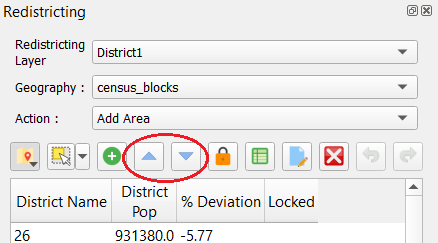 Redistricting
Redistricting
Layer
District1
Geography :
census_blocks
Action :
Add Area
District Name
District
Pop
% Deviation
Locked
26
931380.0
-5.77